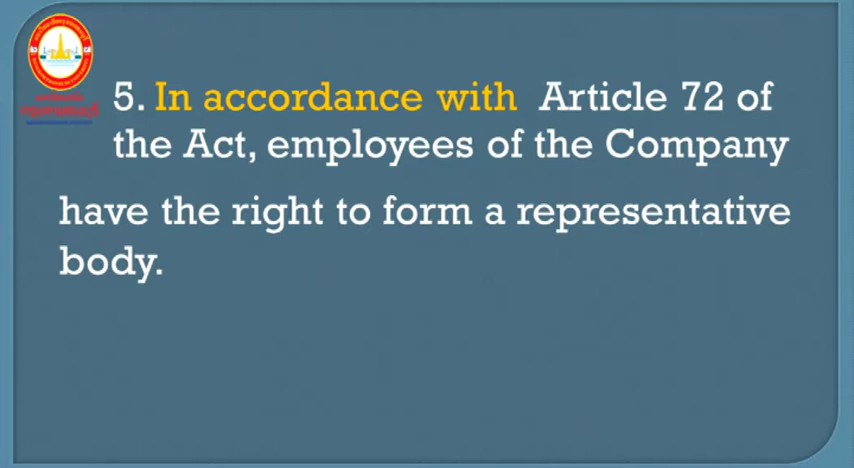 5. In accordance with Article 72 of
the Act, employees of the Company
have the right to form a representative
body.